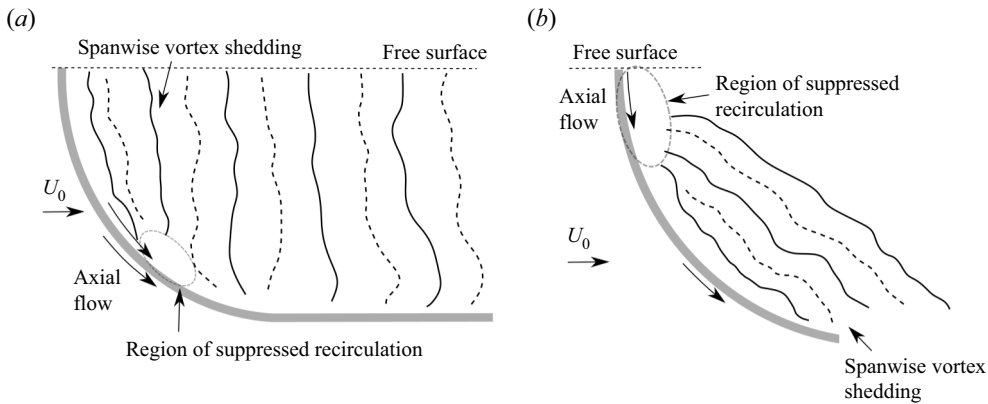 (a)
Spanwise vortex shedding
Free surface
U0
Axial
flow
Region of suppressed recirculation
(b)
Free surface
Region of suppressed
recirculation
Axial
flow
U0
Spanwise vortex
shedding